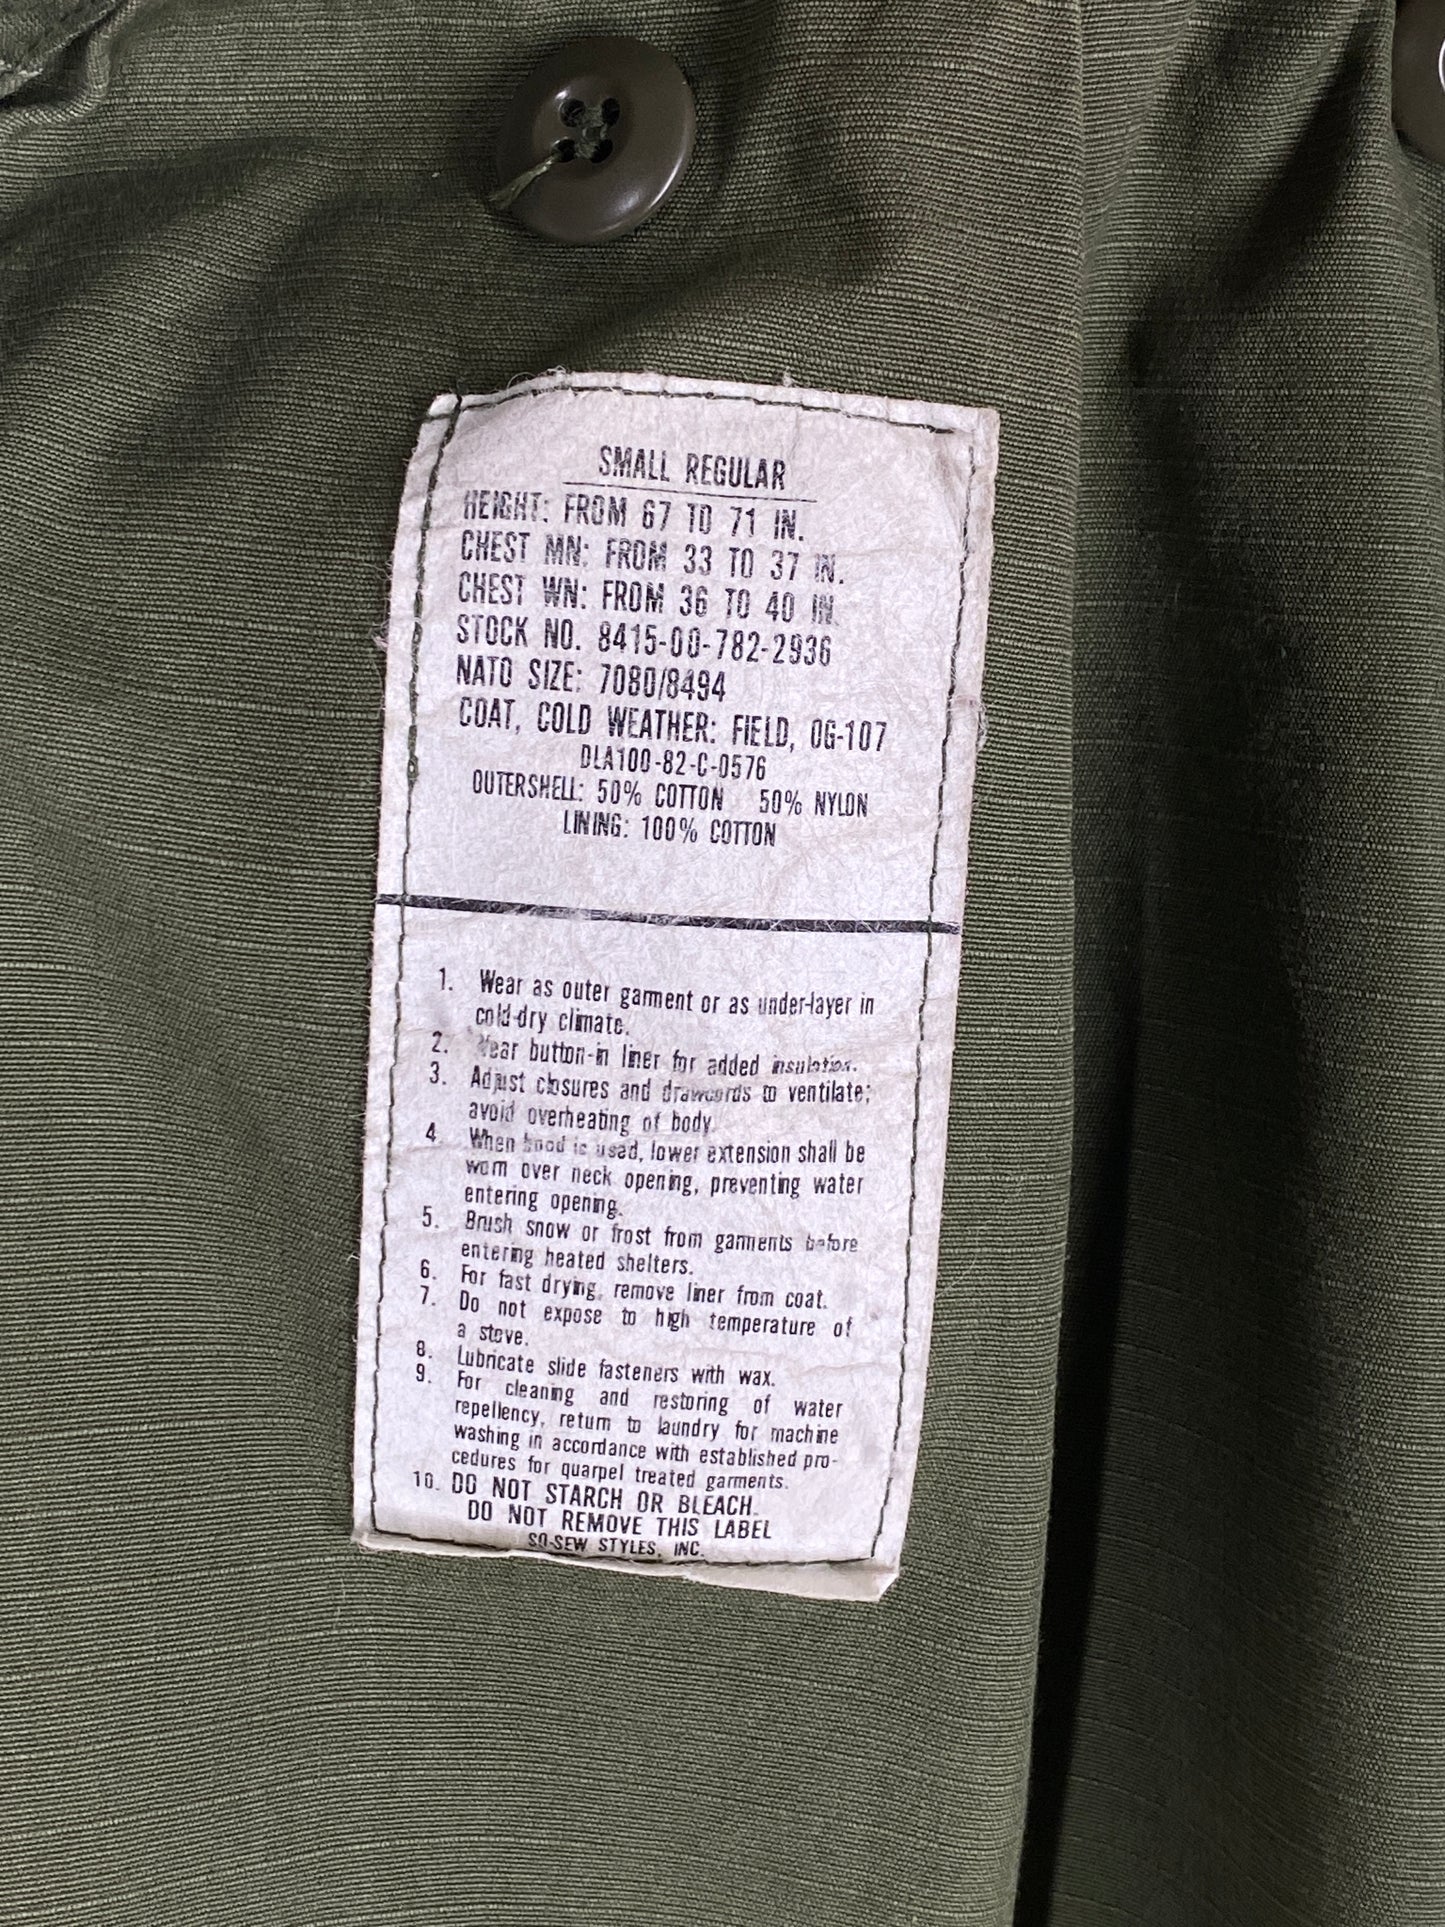 SMALL REGULAR
HEIGHT: FROM 67 TO 71 IN.
CHEST MN: FROM 33 TO 37 IN.
CHEST WN: FROM 36 TO 40 IN.
STOCK NO. 8415-00-782-2936
NATO SIZE: 7080/8494
COAT, COLD WEATHER: FIELD, OG-107
DLA100-82-C-0576
OUTERSHELL: 50% COTTON 50% NYLON
LINING: 100% COTTON
1. Wear as outer garment or as under-layer in
cold-dry climate.
2. Wear button-in liner for added insulation.
3. Adjust closures and drawcords to ventilate;
avoid overheating of body.
4. When hood is used, lower extension shall be
worn over neck opening, preventing water
entering opening.
5. Brush snow or frost from garments before
entering heated shelters.
6. For fast drying, remove liner from coat.
7. Do not expose to high temperature of
a stove.
8. Lubricate slide fasteners with wax.
9. For cleaning and restoring of water
repellency, return to laundry for machine
washing in accordance with established pro-
cedures for quarpel treated garments.
10. DO NOT STARCH OR BLEACH.
DO NOT REMOVE THIS LABEL
SO-SEW STYLES, INC.